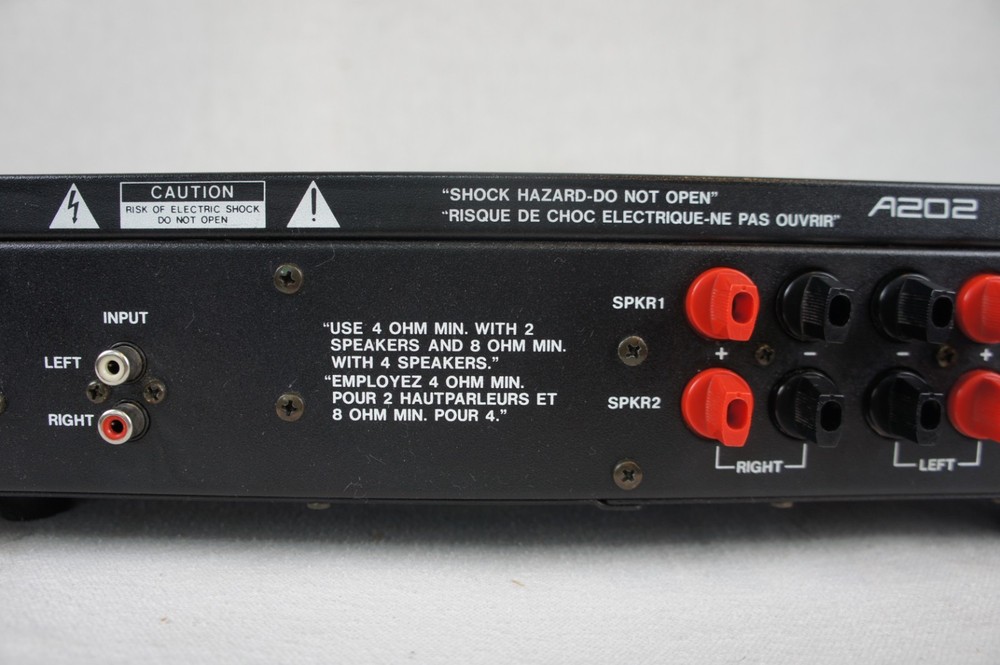 CAUTION
RISK OF ELECTRIC SHOCK
DO NOT OPEN
"SHOCK HAZARD-DO NOT OPEN"
"RISQUE DE CHOC ELECTRIQUE-NE PAS OUVRIR"
A202
INPUT
LEFT
RIGHT
"USE 4 OHM MIN. WITH 2
SPEAKERS AND 8 OHM MIN.
WITH 4 SPEAKERS."
"EMPLOYEZ 4 OHM MIN.
POUR 2 HAUTPARLEURS ET
8 OHM MIN. POUR 4."
SPKR1
+ - - +
SPKR2
RIGHT
LEFT